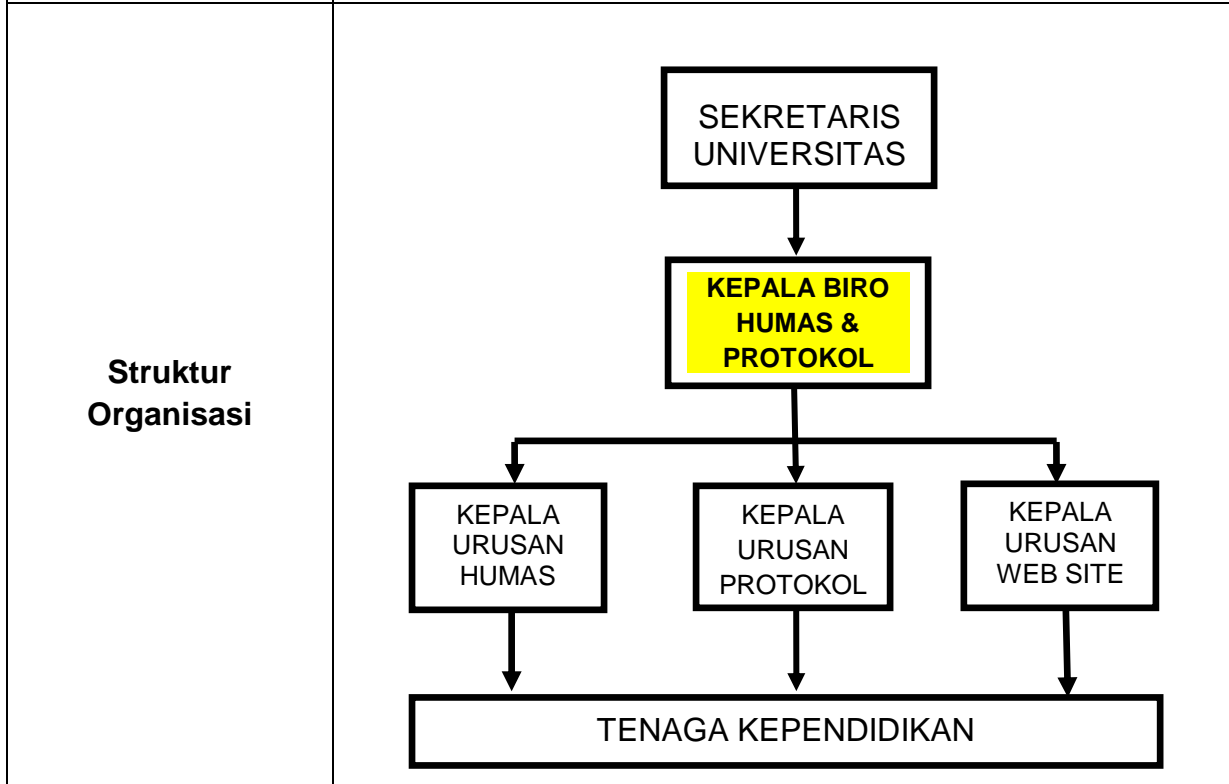 Struktur
Organisasi
SEKRETARIS
UNIVERSITAS
KEPALA BIRO
HUMAS &
PROTOKOL
KEPALA
URUSAN
HUMAS
KEPALA
URUSAN
PROTOKOL
KEPALA
URUSAN
WEB SITE
TENAGA KEPENDIDIKAN